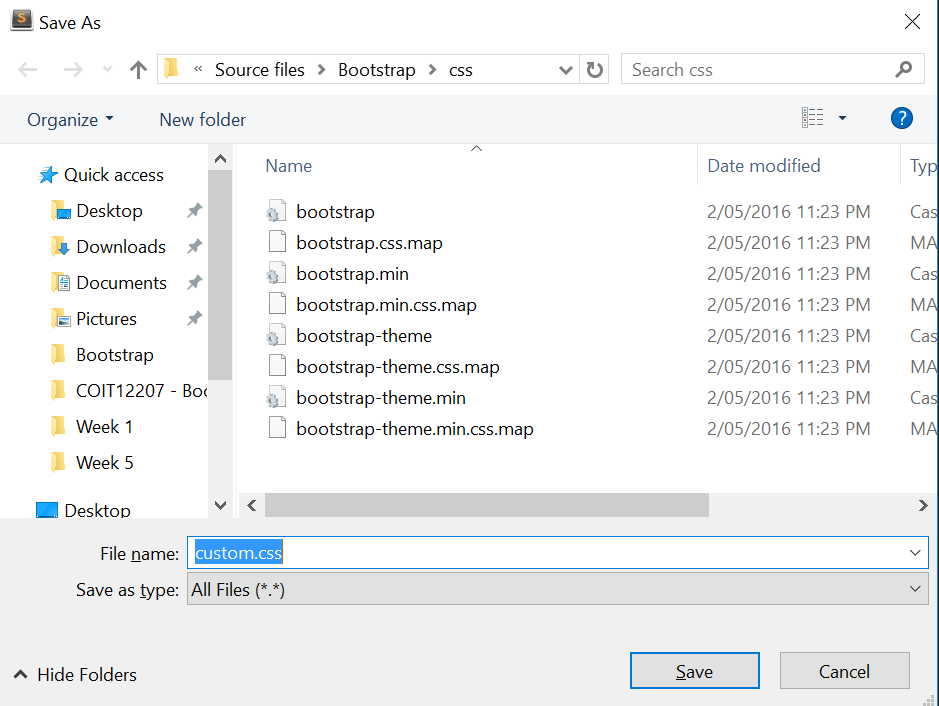 Save As
« Source files > Bootstrap > css
Search css
Organize
New folder
?
Name
Date modified
Typ
Quick access
Desktop
Downloads
Documents
Pictures
Bootstrap
COIT12207 - Boo
Week 1
Week 5
Desktop
bootstrap 2/05/2016 11:23 PM Cas
bootstrap.css.map 2/05/2016 11:23 PM MA
bootstrap.min 2/05/2016 11:23 PM Cas
bootstrap.min.css.map 2/05/2016 11:23 PM MA
bootstrap-theme 2/05/2016 11:23 PM Cas
bootstrap-theme.css.map 2/05/2016 11:23 PM MA
bootstrap-theme.min 2/05/2016 11:23 PM Cas
bootstrap-theme.min.css.map 2/05/2016 11:23 PM MA
File name: custom.css
Save as type: All Files (*.*)
Hide Folders
Save
Cancel